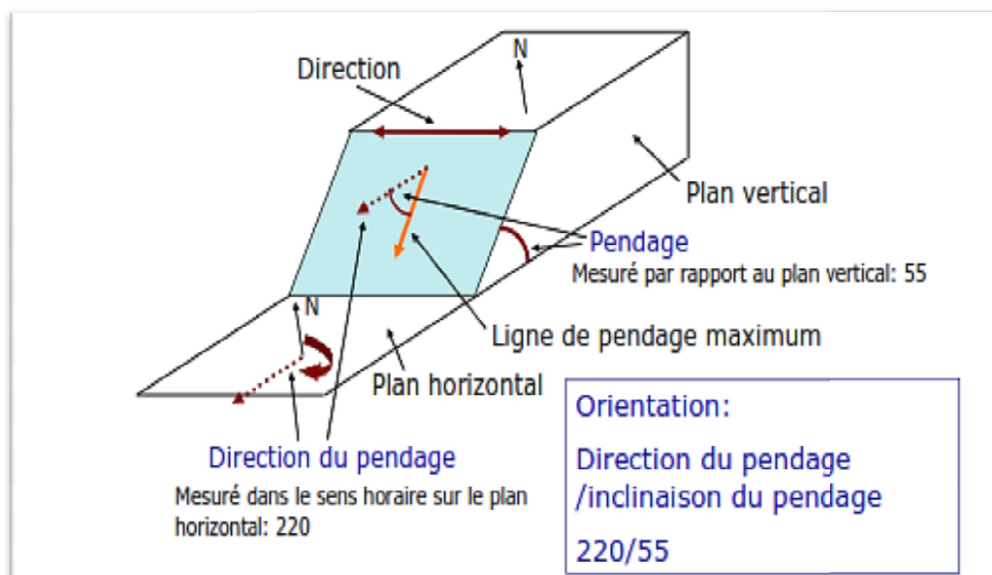 N
Direction
Plan vertical
Pendage
Mesuré par rapport au plan vertical: 55
N
Ligne de pendage maximum
Plan horizontal
Direction du pendage
Mesuré dans le sens horaire sur le plan
horizontal: 220
Orientation:
Direction du pendage
/inclinaison du pendage
220/55